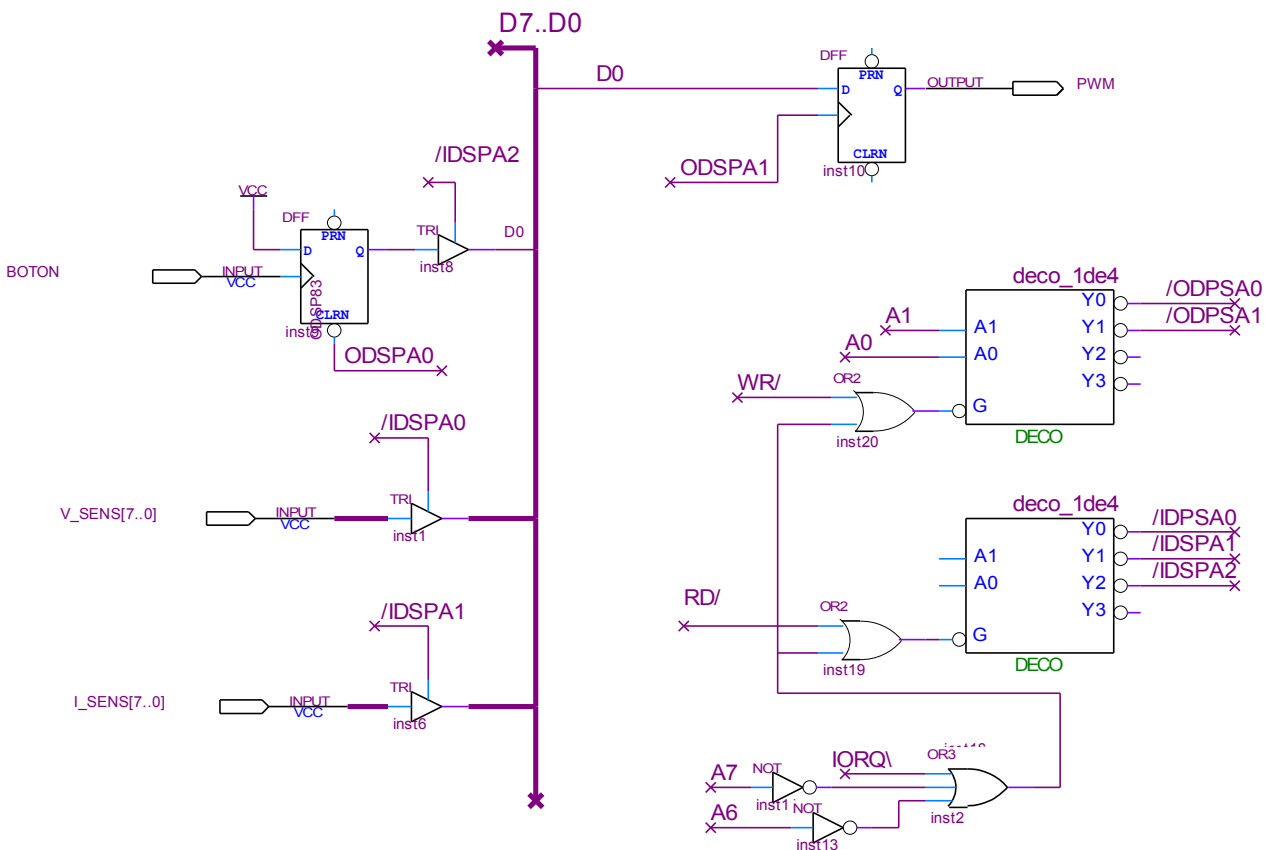 D7..D0
D0
DFF
PRN
D
Q
CLRN
inst10
OUTPUT
PWM
ODSPA1
/IDSPA2
VCC
DFF
PRN
D
Q
CLRN
TRI
inst8
D0
BOTON
INPUT
VCC
ODSPA0
/IDSPA0
V_SENS[7..0]
INPUT
VCC
TRI
inst1
/IDSPA1
I_SENS[7..0]
INPUT
VCC
TRI
inst6
deco_1de4
A1
A0
A1
A0
G
Y0
Y1
Y2
Y3
/ODPSA0
/ODPSA1
DECO
WR/
OR2
inst20
deco_1de4
A1
A0
G
Y0
Y1
Y2
Y3
/IDPSA0
/IDSPA1
/IDSPA2
DECO
RD/
OR2
inst19
IORQ\
OR3
inst2
A7
NOT
inst1
A6
NOT
inst13